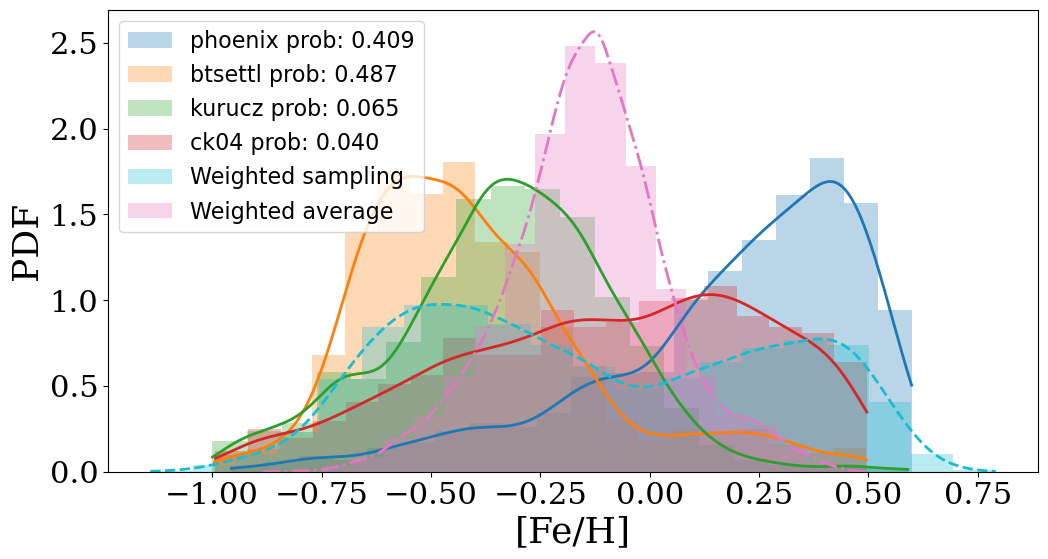 phoenix prob: 0.409
btsettl prob: 0.487
kurucz prob: 0.065
ck04 prob: 0.040
Weighted sampling
Weighted average
PDF
2.5
2.0
1.5
1.0
0.5
0.0
−1.00 −0.75 −0.50 −0.25 0.00 0.25 0.50 0.75
[Fe/H]